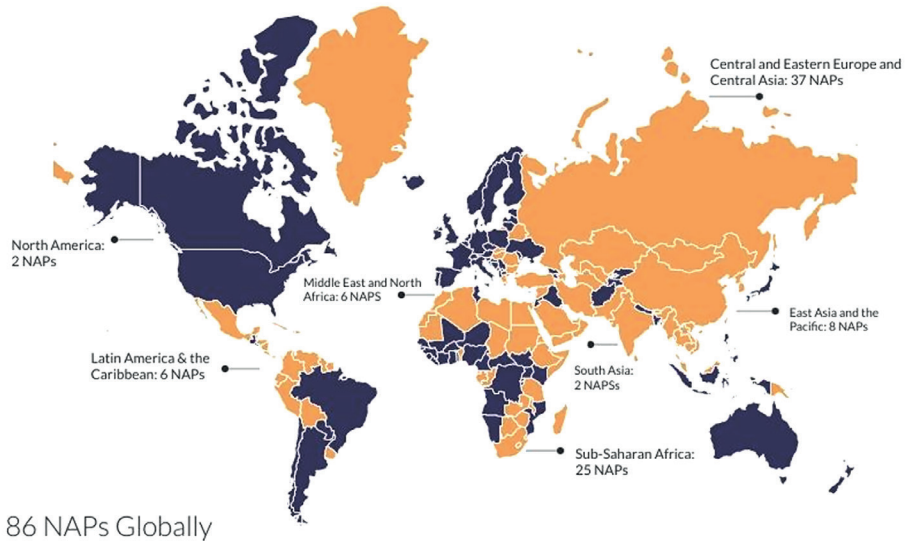 Central and Eastern Europe and
Central Asia: 37 NAPs
North America:
2 NAPs
Middle East and North
Africa: 6 NAPS
East Asia and the
Pacific: 8 NAPs
Latin America & the
Caribbean: 6 NAPs
South Asia:
2 NAPSs
Sub-Saharan Africa:
25 NAPs
86 NAPs Globally